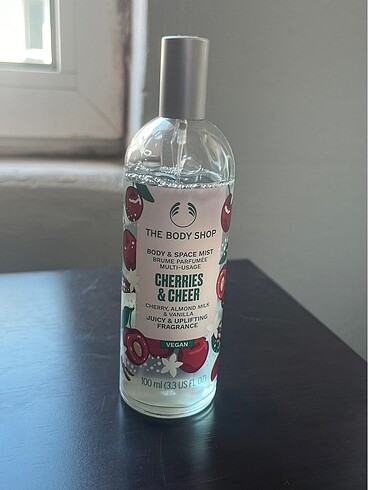 THE BODY SHOP
BODY & SPACE MIST
BRUME PARFUMÉE
MULTI-USAGE
CHERRIES
& CHEER
CHERRY, ALMOND MILK
& VANILLA
JUICY & UPLIFTING
FRAGRANCE
VEGAN
100 ml (3.3 US FL OZ)